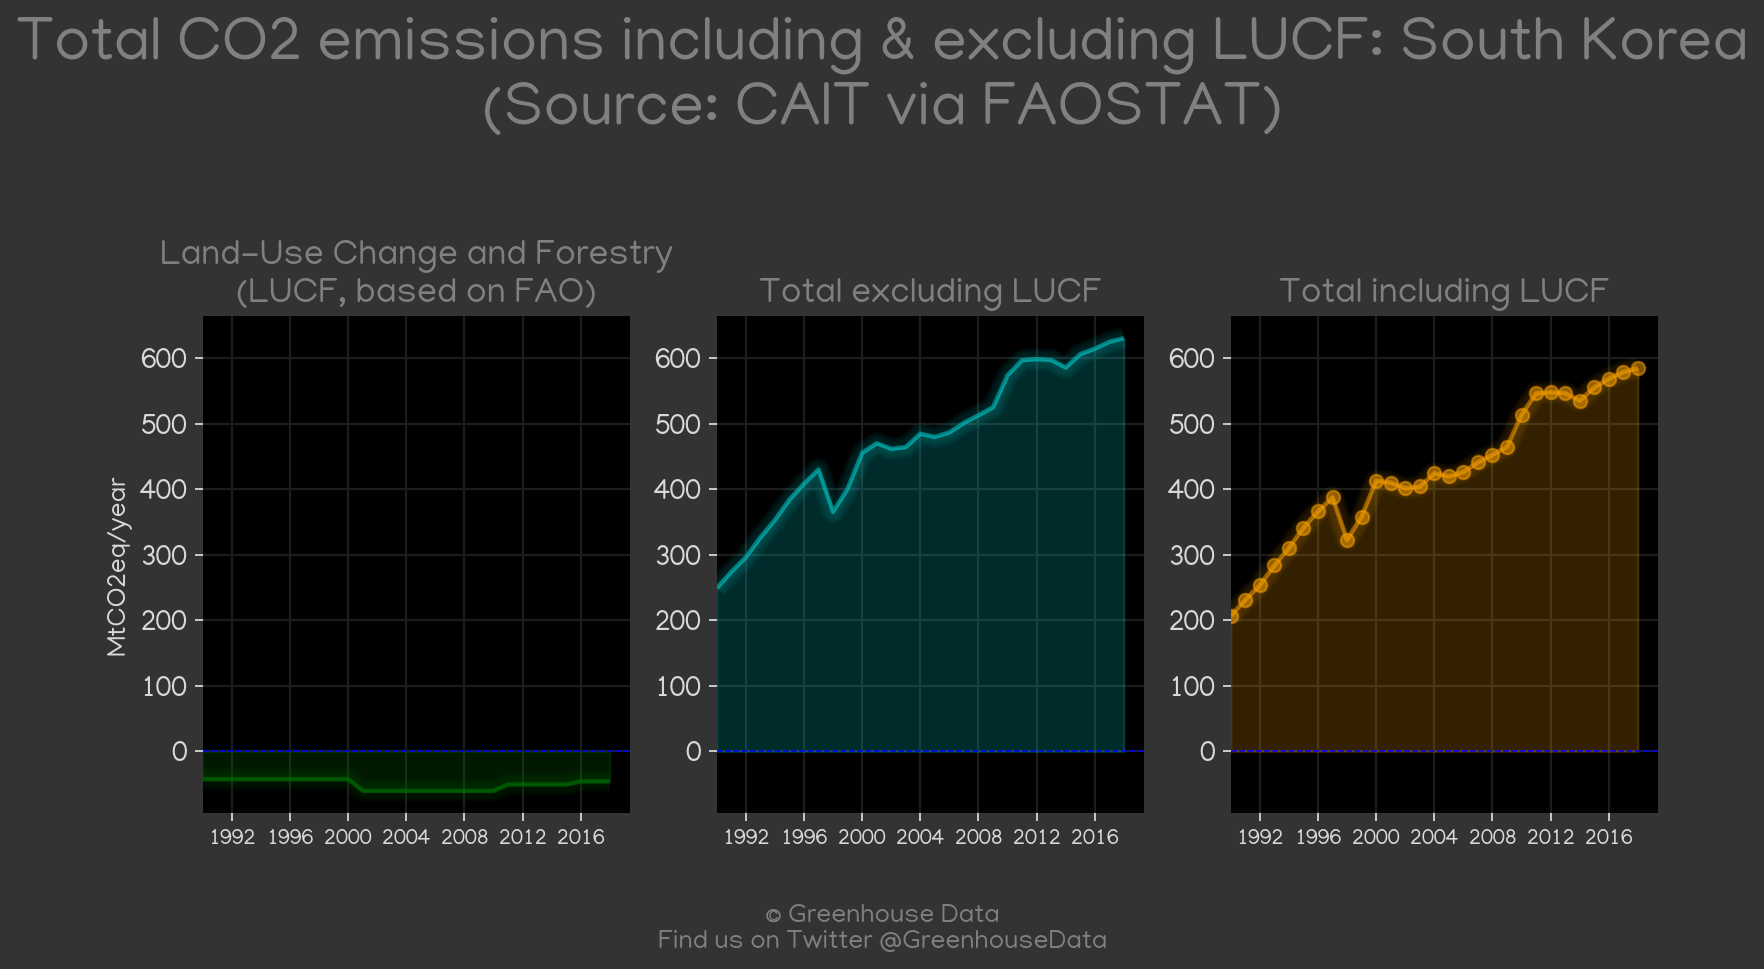 Total CO2 emissions including & excluding LUCF: South Korea
(Source: CAIT via FAOSTAT)
Land-Use Change and Forestry
(LUCF, based on FAO)
MtCO2eq/year
600
500
400
300
200
100
0
1992 1996 2000 2004 2008 2012 2016
Total excluding LUCF
600
500
400
300
200
100
0
1992 1996 2000 2004 2008 2012 2016
Total including LUCF
600
500
400
300
200
100
0
1992 1996 2000 2004 2008 2012 2016
© Greenhouse Data
Find us on Twitter @GreenhouseData